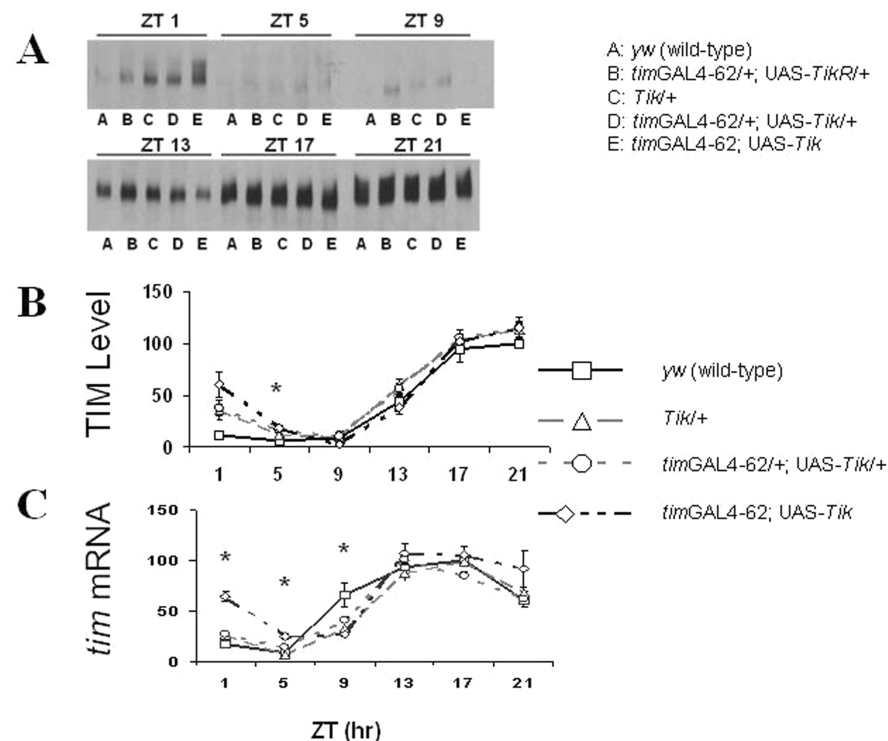 A
ZT 1 ZT 5 ZT 9
A B C D E A B C D E A B C D E
ZT 13 ZT 17 ZT 21
A B C D E A B C D E A B C D E
A: yw (wild-type)
B: timGAL4-62/+; UAS-TikR/+
C: Tik/+
D: timGAL4-62/+; UAS-Tik/+
E: timGAL4-62; UAS-Tik
B
TIM Level
150
100
50
0
1 5 9 13 17 21
*
yw (wild-type)
Tik/+
timGAL4-62/+; UAS-Tik/+
timGAL4-62; UAS-Tik
C
tim mRNA
150
100
50
0
* * *
1 5 9 13 17 21
ZT (hr)